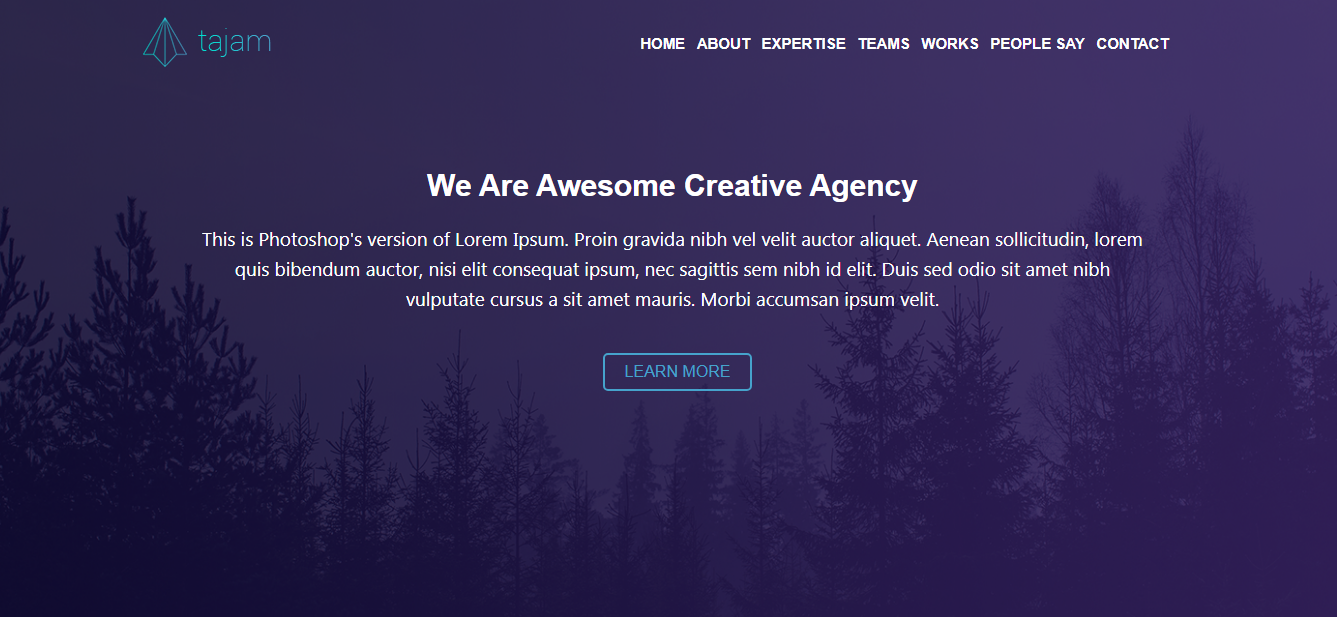 tajam
HOME ABOUT EXPERTISE TEAMS WORKS PEOPLE SAY CONTACT
We Are Awesome Creative Agency
This is Photoshop's version of Lorem Ipsum. Proin gravida nibh vel velit auctor aliquet. Aenean sollicitudin, lorem
quis bibendum auctor, nisi elit consequat ipsum, nec sagittis sem nibh id elit. Duis sed odio sit amet nibh
vulputate cursus a sit amet mauris. Morbi accumsan ipsum velit.
LEARN MORE